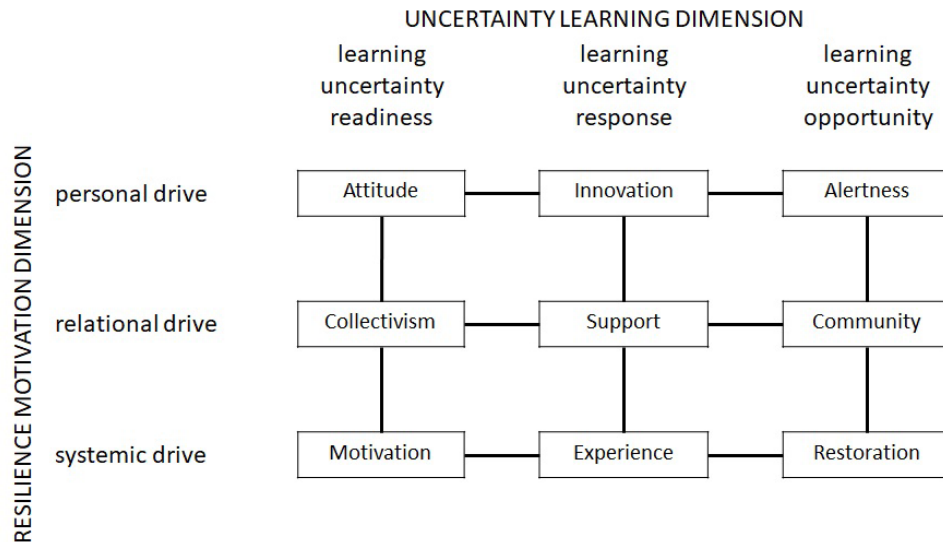 UNCERTAINTY LEARNING DIMENSION
learning
uncertainty
readiness
learning
uncertainty
response
learning
uncertainty
opportunity
RESILIENCE MOTIVATION DIMENSION
personal drive
Attitude
Innovation
Alertness
relational drive
Collectivism
Support
Community
systemic drive
Motivation
Experience
Restoration